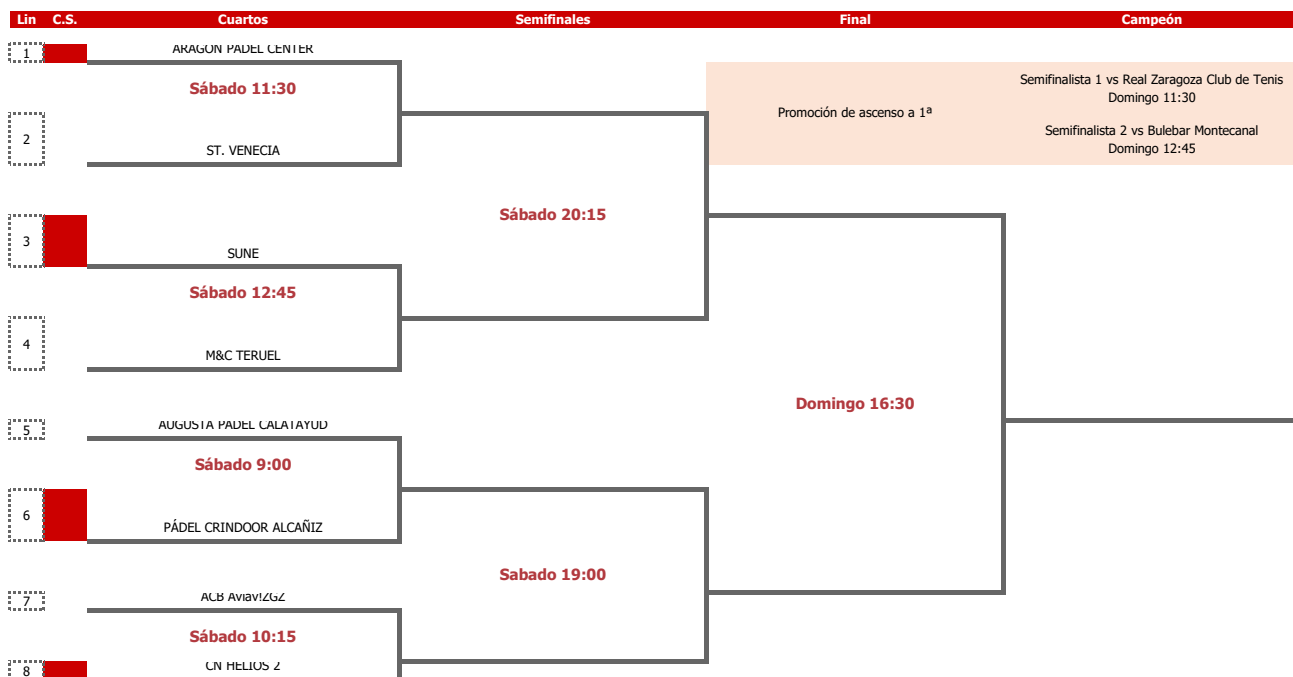 Lin C.S. Cuartos Semifinales Final Campeón
1 ARAGON PADEL CENTER
Sábado 11:30
Semifinalista 1 vs Real Zaragoza Club de Tenis
Domingo 11:30
Promoción de ascenso a 1ª
Semifinalista 2 vs Bulebar Montecanal
Domingo 12:45
2 ST. VENECIA
Sábado 20:15
3 SUNE
Sábado 12:45
4 M&C TERUEL
Domingo 16:30
5 AUGUSTA PADEL CALATAYUD
Sábado 9:00
6 PÁDEL CRINDOOR ALCAÑIZ
Sabado 19:00
7 ACB Aviav!ZGZ
Sábado 10:15
8 CN HELIOS 2